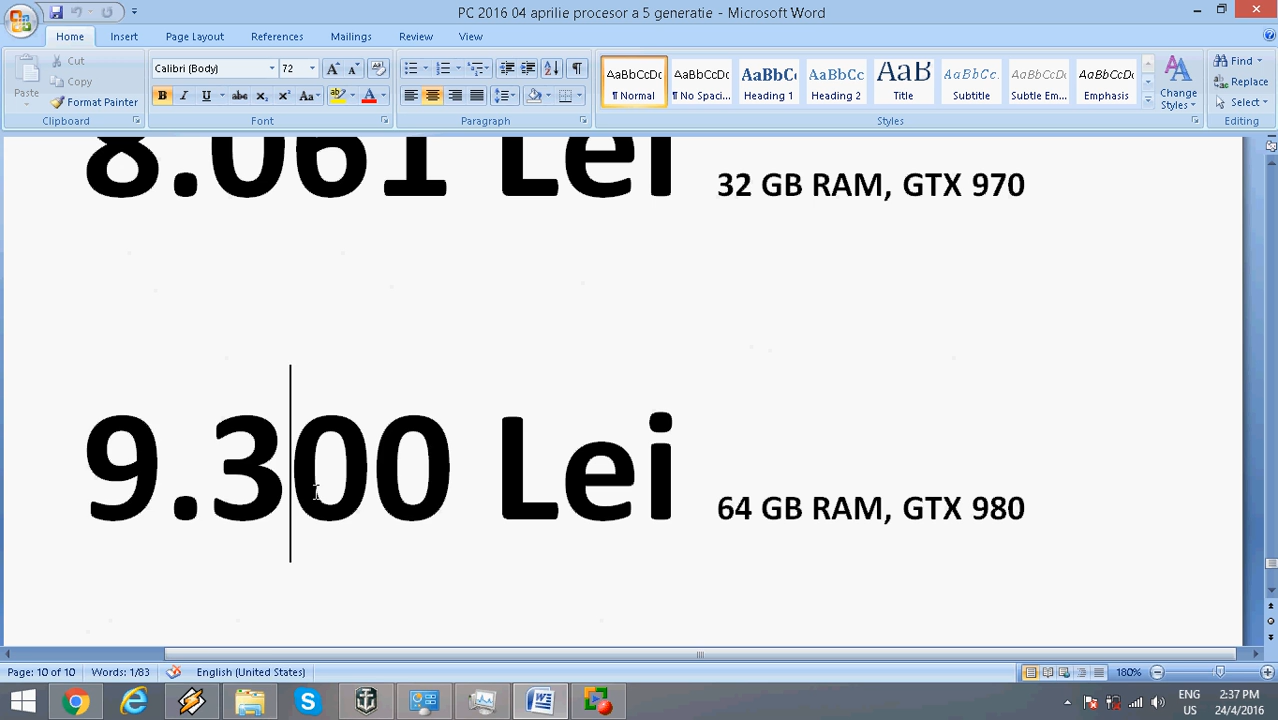 PC 2016 04 aprilie procesor a 5 generatie - Microsoft Word
Home Insert Page Layout References Mailings Review View
Paste
Cut
Copy
Format Painter
Clipboard
Calibri (Body) 72
Font
Paragraph
AaBbCcDc AaBbCcDc AaBbC AaBbCc AaB AaBbCc. AaBbCcDc AaBbCcDc
¶ Normal ¶ No Spaci... Heading 1 Heading 2 Title Subtitle Subtle Em... Emphasis
Change Styles
Styles
Find
Replace
Select
Editing
8.061 Lei 32 GB RAM, GTX 970
9.300 Lei 64 GB RAM, GTX 980
Page: 10 of 10 Words: 1/83 English (United States) 180%
ENG 2:37 PM
US 24/4/2016